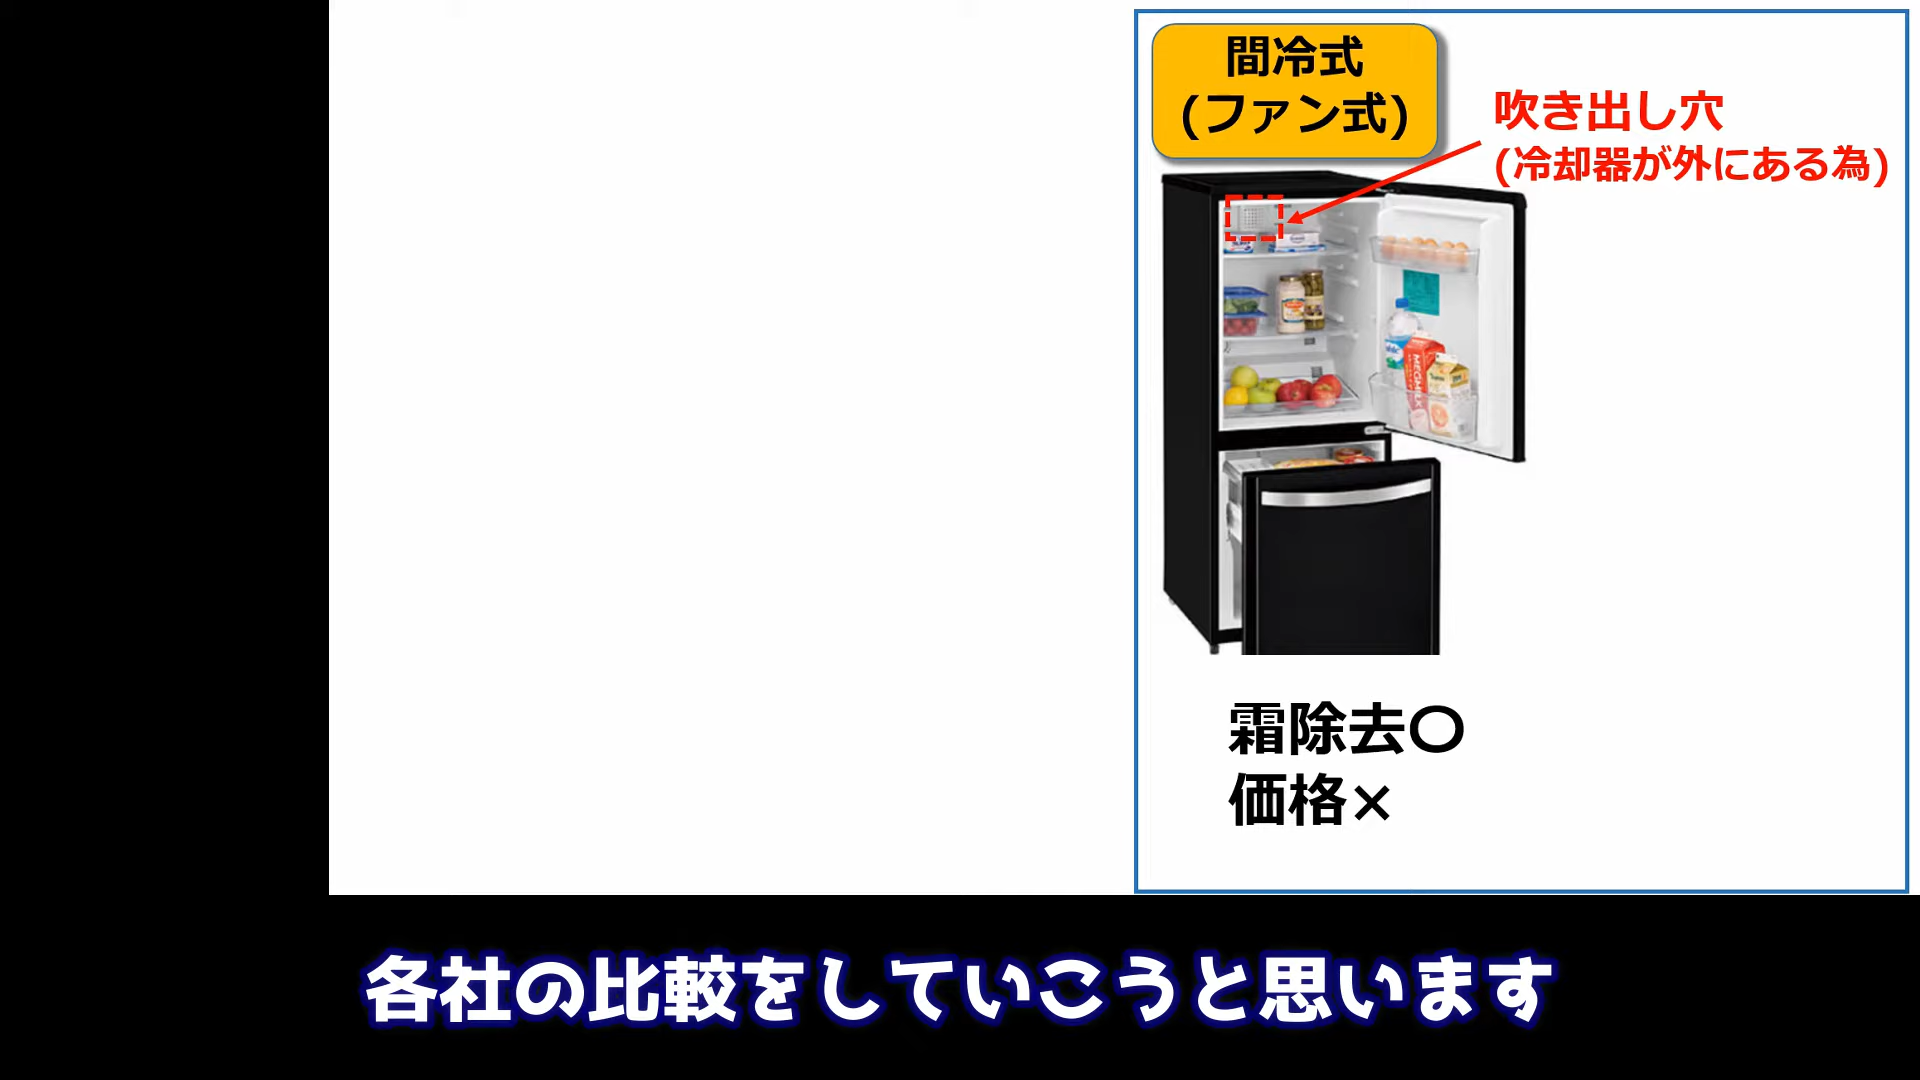 間冷式
(ファン式)
吹き出し穴
(冷却器が外にある為)
MEGMILK
霜除去〇
価格×
各社の比較をしていこうと思います